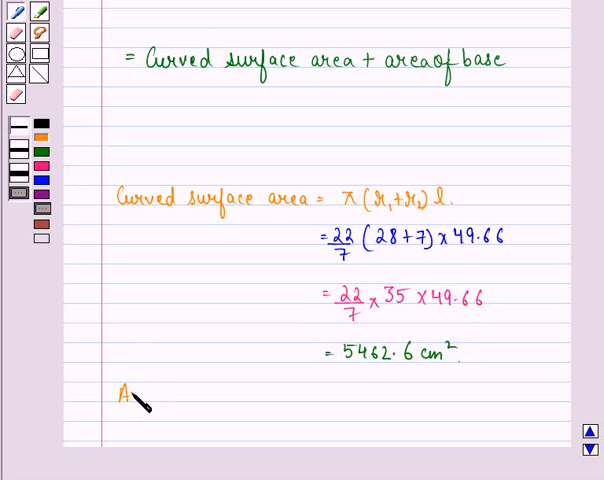 = Curved surface area + area of base
Curved surface area = π (r₁+r₂) l.
= 22/7 (28+7) × 49.66
= 22/7 × 35 × 49.66
= 5462.6 cm².
A